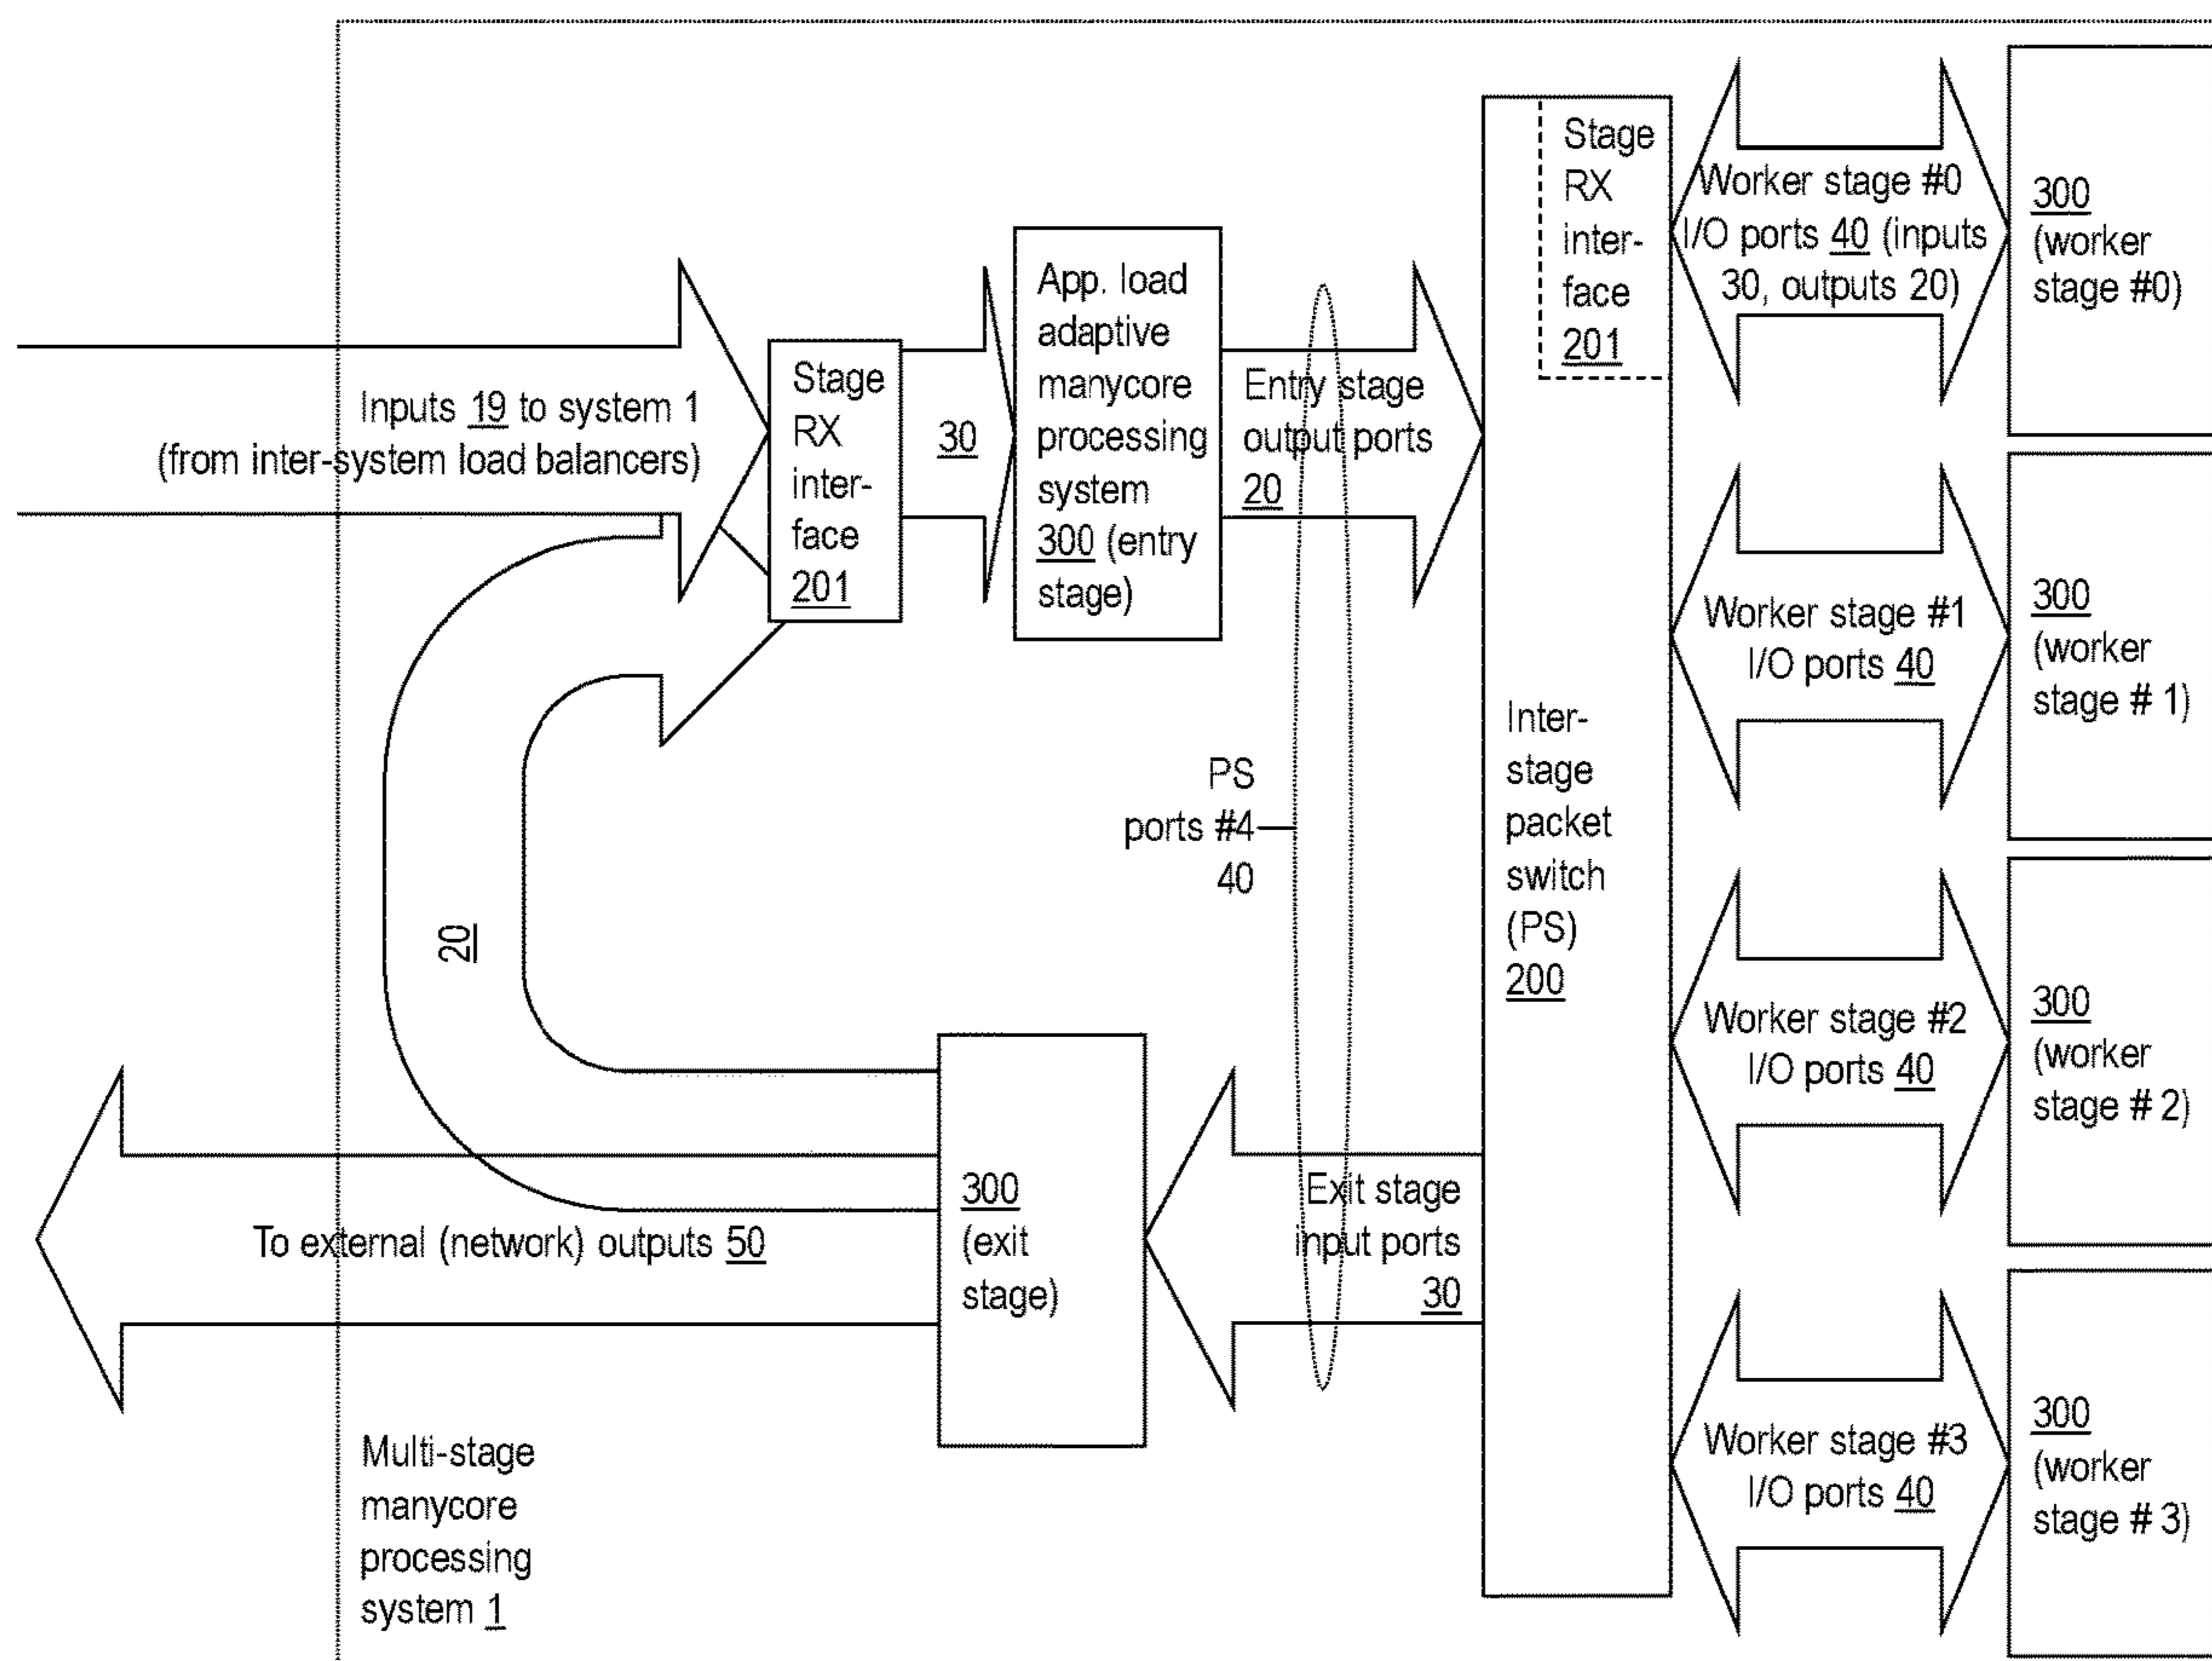 Inputs 19 to system 1
(from inter-system load balancers)
Stage
RX
inter-
face
201
30
App. load
adaptive
manycore
processing
system
300 (entry
stage)
Entry stage
output ports
20
PS
ports #4
40
20
To external (network) outputs 50
300
(exit
stage)
Exit stage
input ports
30
Multi-stage
manycore
processing
system 1
Stage
RX
inter-
face
201
Inter-
stage
packet
switch
(PS)
200
Worker stage #0
I/O ports 40 (inputs
30, outputs 20)
300
(worker
stage #0)
Worker stage #1
I/O ports 40
300
(worker
stage # 1)
Worker stage #2
I/O ports 40
300
(worker
stage # 2)
Worker stage #3
I/O ports 40
300
(worker
stage # 3)